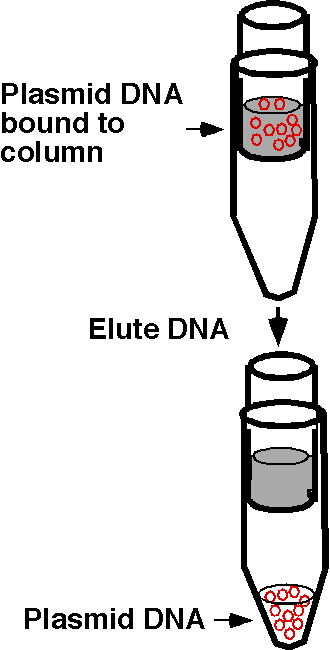 Plasmid DNA
bound to
column
Elute DNA
Plasmid DNA